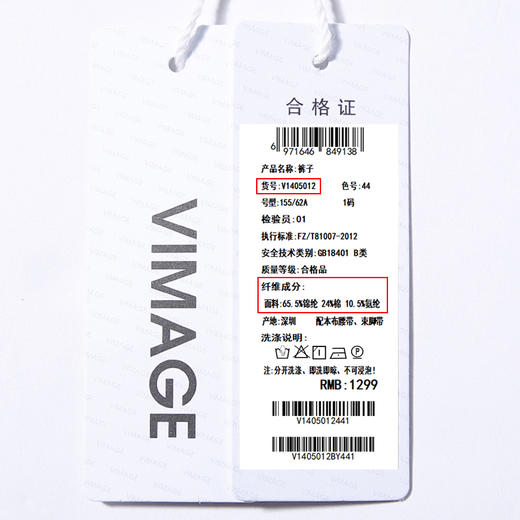 VIMAGE
合格证
6 971646 849138
产品名称:裤子
货号:V1405012 色号:44
号型:155/62A 1码
检验员:01
执行标准:FZ/T81007-2012
安全技术类别:GB18401 B类
质量等级:合格品
纤维成分:
面料:65.5%锦纶 24%棉 10.5%氨纶
产地:深圳 配本布腰带、束脚带
洗涤说明:
注:分开洗涤、即洗即晾、不可浸泡!
RMB:1299
V1405012441
V1405012BY441